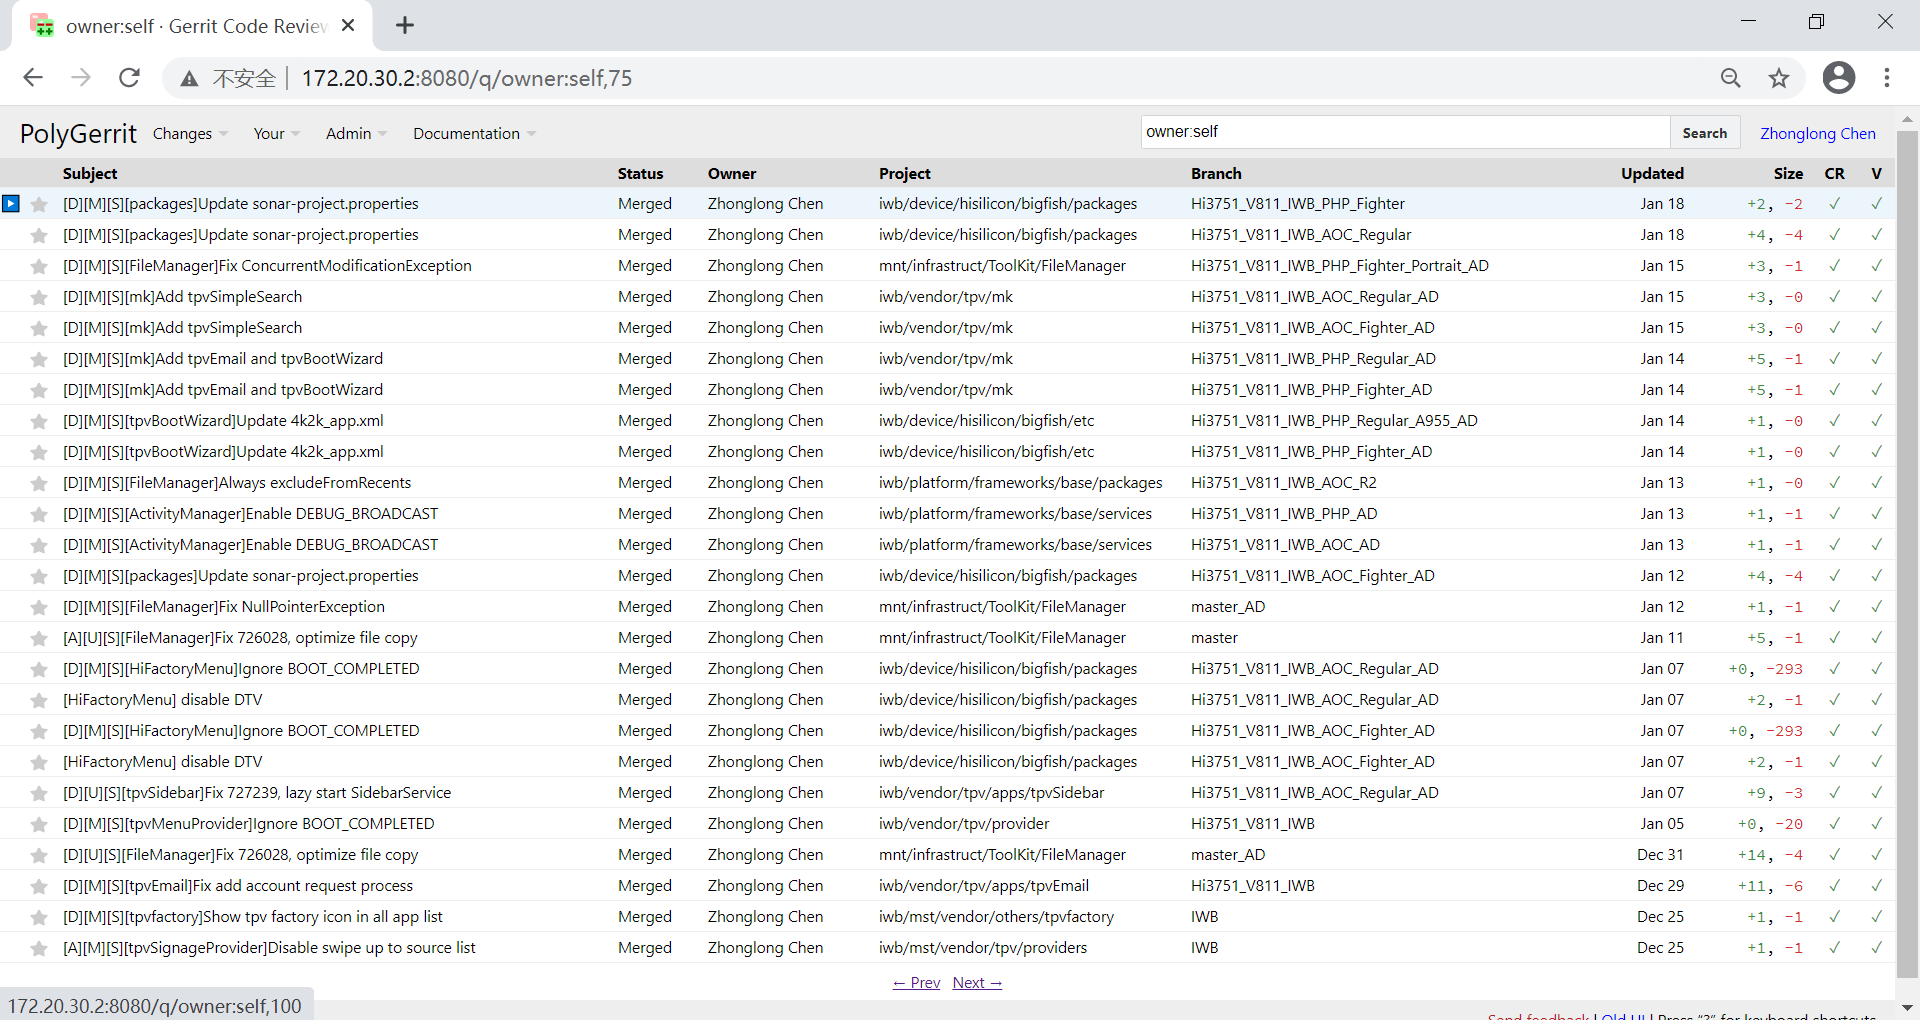 owner:self · Gerrit Code Review
不安全 172.20.30.2:8080/q/owner:self,75
PolyGerrit Changes Your Admin Documentation owner:self Search Zhonglong Chen
Subject Status Owner Project Branch Updated Size CR V
[D][M][S][packages]Update sonar-project.properties Merged Zhonglong Chen iwb/device/hisilicon/bigfish/packages Hi3751_V811_IWB_PHP_Fighter Jan 18 +2, -2 ✓ ✓
[D][M][S][packages]Update sonar-project.properties Merged Zhonglong Chen iwb/device/hisilicon/bigfish/packages Hi3751_V811_IWB_AOC_Regular Jan 18 +4, -4 ✓ ✓
[D][M][S][FileManager]Fix ConcurrentModificationException Merged Zhonglong Chen mnt/infrastruct/ToolKit/FileManager Hi3751_V811_IWB_PHP_Fighter_Portrait_AD Jan 15 +3, -1 ✓ ✓
[D][M][S][mk]Add tpvSimpleSearch Merged Zhonglong Chen iwb/vendor/tpv/mk Hi3751_V811_IWB_AOC_Regular_AD Jan 15 +3, -0 ✓ ✓
[D][M][S][mk]Add tpvSimpleSearch Merged Zhonglong Chen iwb/vendor/tpv/mk Hi3751_V811_IWB_AOC_Fighter_AD Jan 15 +3, -0 ✓ ✓
[D][M][S][mk]Add tpvEmail and tpvBootWizard Merged Zhonglong Chen iwb/vendor/tpv/mk Hi3751_V811_IWB_PHP_Regular_AD Jan 14 +5, -1 ✓ ✓
[D][M][S][mk]Add tpvEmail and tpvBootWizard Merged Zhonglong Chen iwb/vendor/tpv/mk Hi3751_V811_IWB_PHP_Fighter_AD Jan 14 +5, -1 ✓ ✓
[D][M][S][tpvBootWizard]Update 4k2k_app.xml Merged Zhonglong Chen iwb/device/hisilicon/bigfish/etc Hi3751_V811_IWB_PHP_Regular_A955_AD Jan 14 +1, -0 ✓ ✓
[D][M][S][tpvBootWizard]Update 4k2k_app.xml Merged Zhonglong Chen iwb/device/hisilicon/bigfish/etc Hi3751_V811_IWB_PHP_Fighter_AD Jan 14 +1, -0 ✓ ✓
[D][M][S][FileManager]Always excludeFromRecents Merged Zhonglong Chen iwb/platform/frameworks/base/packages Hi3751_V811_IWB_AOC_R2 Jan 13 +1, -0 ✓ ✓
[D][M][S][ActivityManager]Enable DEBUG_BROADCAST Merged Zhonglong Chen iwb/platform/frameworks/base/services Hi3751_V811_IWB_PHP_AD Jan 13 +1, -1 ✓ ✓
[D][M][S][ActivityManager]Enable DEBUG_BROADCAST Merged Zhonglong Chen iwb/platform/frameworks/base/services Hi3751_V811_IWB_AOC_AD Jan 13 +1, -1 ✓ ✓
[D][M][S][packages]Update sonar-project.properties Merged Zhonglong Chen iwb/device/hisilicon/bigfish/packages Hi3751_V811_IWB_AOC_Fighter_AD Jan 12 +4, -4 ✓ ✓
[D][M][S][FileManager]Fix NullPointerException Merged Zhonglong Chen mnt/infrastruct/ToolKit/FileManager master_AD Jan 12 +1, -1 ✓ ✓
[A][U][S][FileManager]Fix 726028, optimize file copy Merged Zhonglong Chen mnt/infrastruct/ToolKit/FileManager master Jan 11 +5, -1 ✓ ✓
[D][M][S][HiFactoryMenu]Ignore BOOT_COMPLETED Merged Zhonglong Chen iwb/device/hisilicon/bigfish/packages Hi3751_V811_IWB_AOC_Regular_AD Jan 07 +0, -293 ✓ ✓
[HiFactoryMenu] disable DTV Merged Zhonglong Chen iwb/device/hisilicon/bigfish/packages Hi3751_V811_IWB_AOC_Regular_AD Jan 07 +2, -1 ✓ ✓
[D][M][S][HiFactoryMenu]Ignore BOOT_COMPLETED Merged Zhonglong Chen iwb/device/hisilicon/bigfish/packages Hi3751_V811_IWB_AOC_Fighter_AD Jan 07 +0, -293 ✓ ✓
[HiFactoryMenu] disable DTV Merged Zhonglong Chen iwb/device/hisilicon/bigfish/packages Hi3751_V811_IWB_AOC_Fighter_AD Jan 07 +2, -1 ✓ ✓
[D][U][S][tpvSidebar]Fix 727239, lazy start SidebarService Merged Zhonglong Chen iwb/vendor/tpv/apps/tpvSidebar Hi3751_V811_IWB_AOC_Regular_AD Jan 07 +9, -3 ✓ ✓
[D][M][S][tpvMenuProvider]Ignore BOOT_COMPLETED Merged Zhonglong Chen iwb/vendor/tpv/provider Hi3751_V811_IWB Jan 05 +0, -20 ✓ ✓
[D][U][S][FileManager]Fix 726028, optimize file copy Merged Zhonglong Chen mnt/infrastruct/ToolKit/FileManager master_AD Dec 31 +14, -4 ✓ ✓
[D][M][S][tpvEmail]Fix add account request process Merged Zhonglong Chen iwb/vendor/tpv/apps/tpvEmail Hi3751_V811_IWB Dec 29 +11, -6 ✓ ✓
[D][M][S][tpvfactory]Show tpv factory icon in all app list Merged Zhonglong Chen iwb/mst/vendor/others/tpvfactory IWB Dec 25 +1, -1 ✓ ✓
[A][M][S][tpvSignageProvider]Disable swipe up to source list Merged Zhonglong Chen iwb/mst/vendor/tpv/providers IWB Dec 25 +1, -1 ✓ ✓
← Prev Next →
172.20.30.2:8080/q/owner:self,100
Send feedback | Old UI | Press “?” for keyboard shortcuts